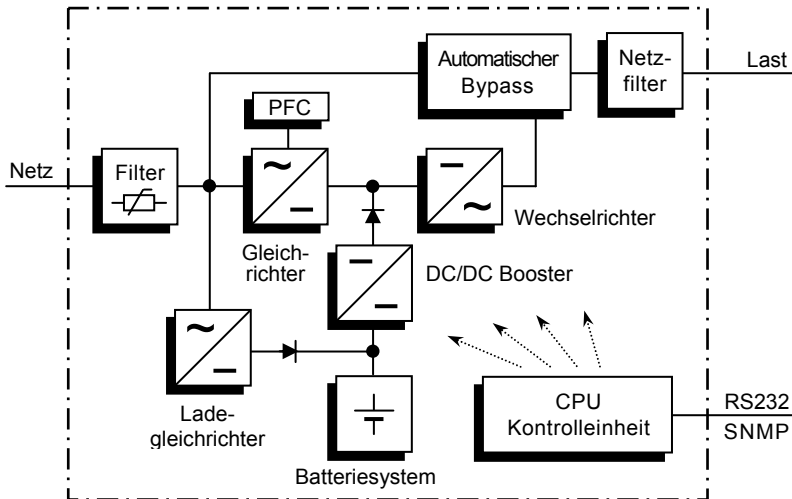 Automatischer
Bypass
Netz-
filter
Last
PFC
Netz
Filter
Gleich-
richter
Wechselrichter
DC/DC Booster
Lade-
gleichrichter
Batteriesystem
CPU
Kontrolleinheit
RS232
SNMP